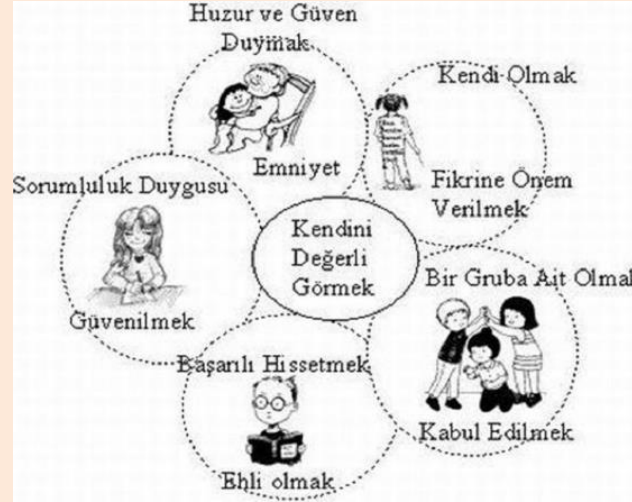 Huzur ve Güven
Duymak
Emniyet
Kendi Olmak
Fikrine Önem
Verilmek
Sorumluluk Duygusu
Güvenilmek
Kendini
Değerli
Görmek
Bir Gruba Ait Olmak
Kabul Edilmek
Başarılı Hissetmek
Ehli olmak